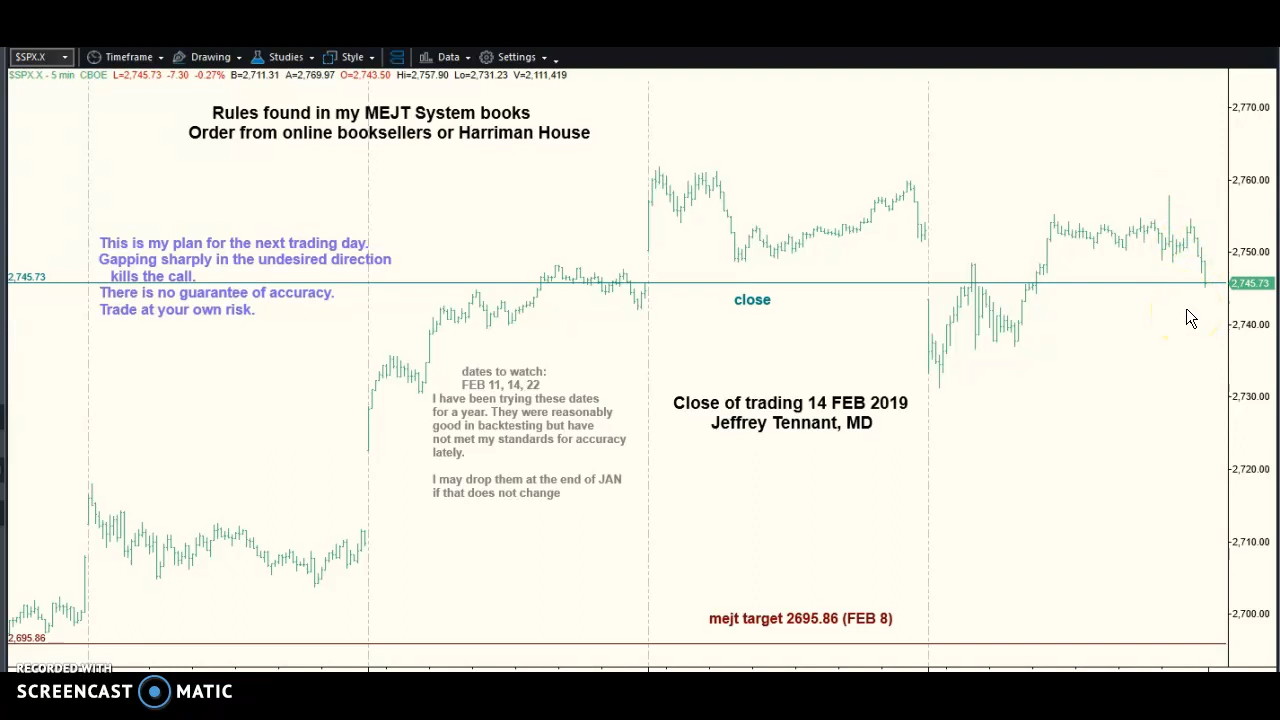 $SPX.X Timeframe Drawing Studies Style Data Settings
$SPX.X - 5 min CBOE L=2,745.73 -7.30 -0.27% B=2,711.31 A=2,769.97 O=2,743.50 Hi=2,757.90 Lo=2,731.23 V=2,111,419
Rules found in my MEJT System books
Order from online booksellers or Harriman House
This is my plan for the next trading day.
Gapping sharply in the undesired direction
kills the call.
There is no guarantee of accuracy.
Trade at your own risk.
2,745.73
close
dates to watch:
FEB 11, 14, 22
I have been trying these dates
for a year. They were reasonably
good in backtesting but have
not met my standards for accuracy
lately.
I may drop them at the end of JAN
if that does not change
Close of trading 14 FEB 2019
Jeffrey Tennant, MD
mejt target 2695.86 (FEB 8)
2,695.86
2,770.00
2,760.00
2,750.00
2,745.73
2,740.00
2,730.00
2,720.00
2,710.00
2,700.00
RECORDED WITH
SCREENCAST MATIC